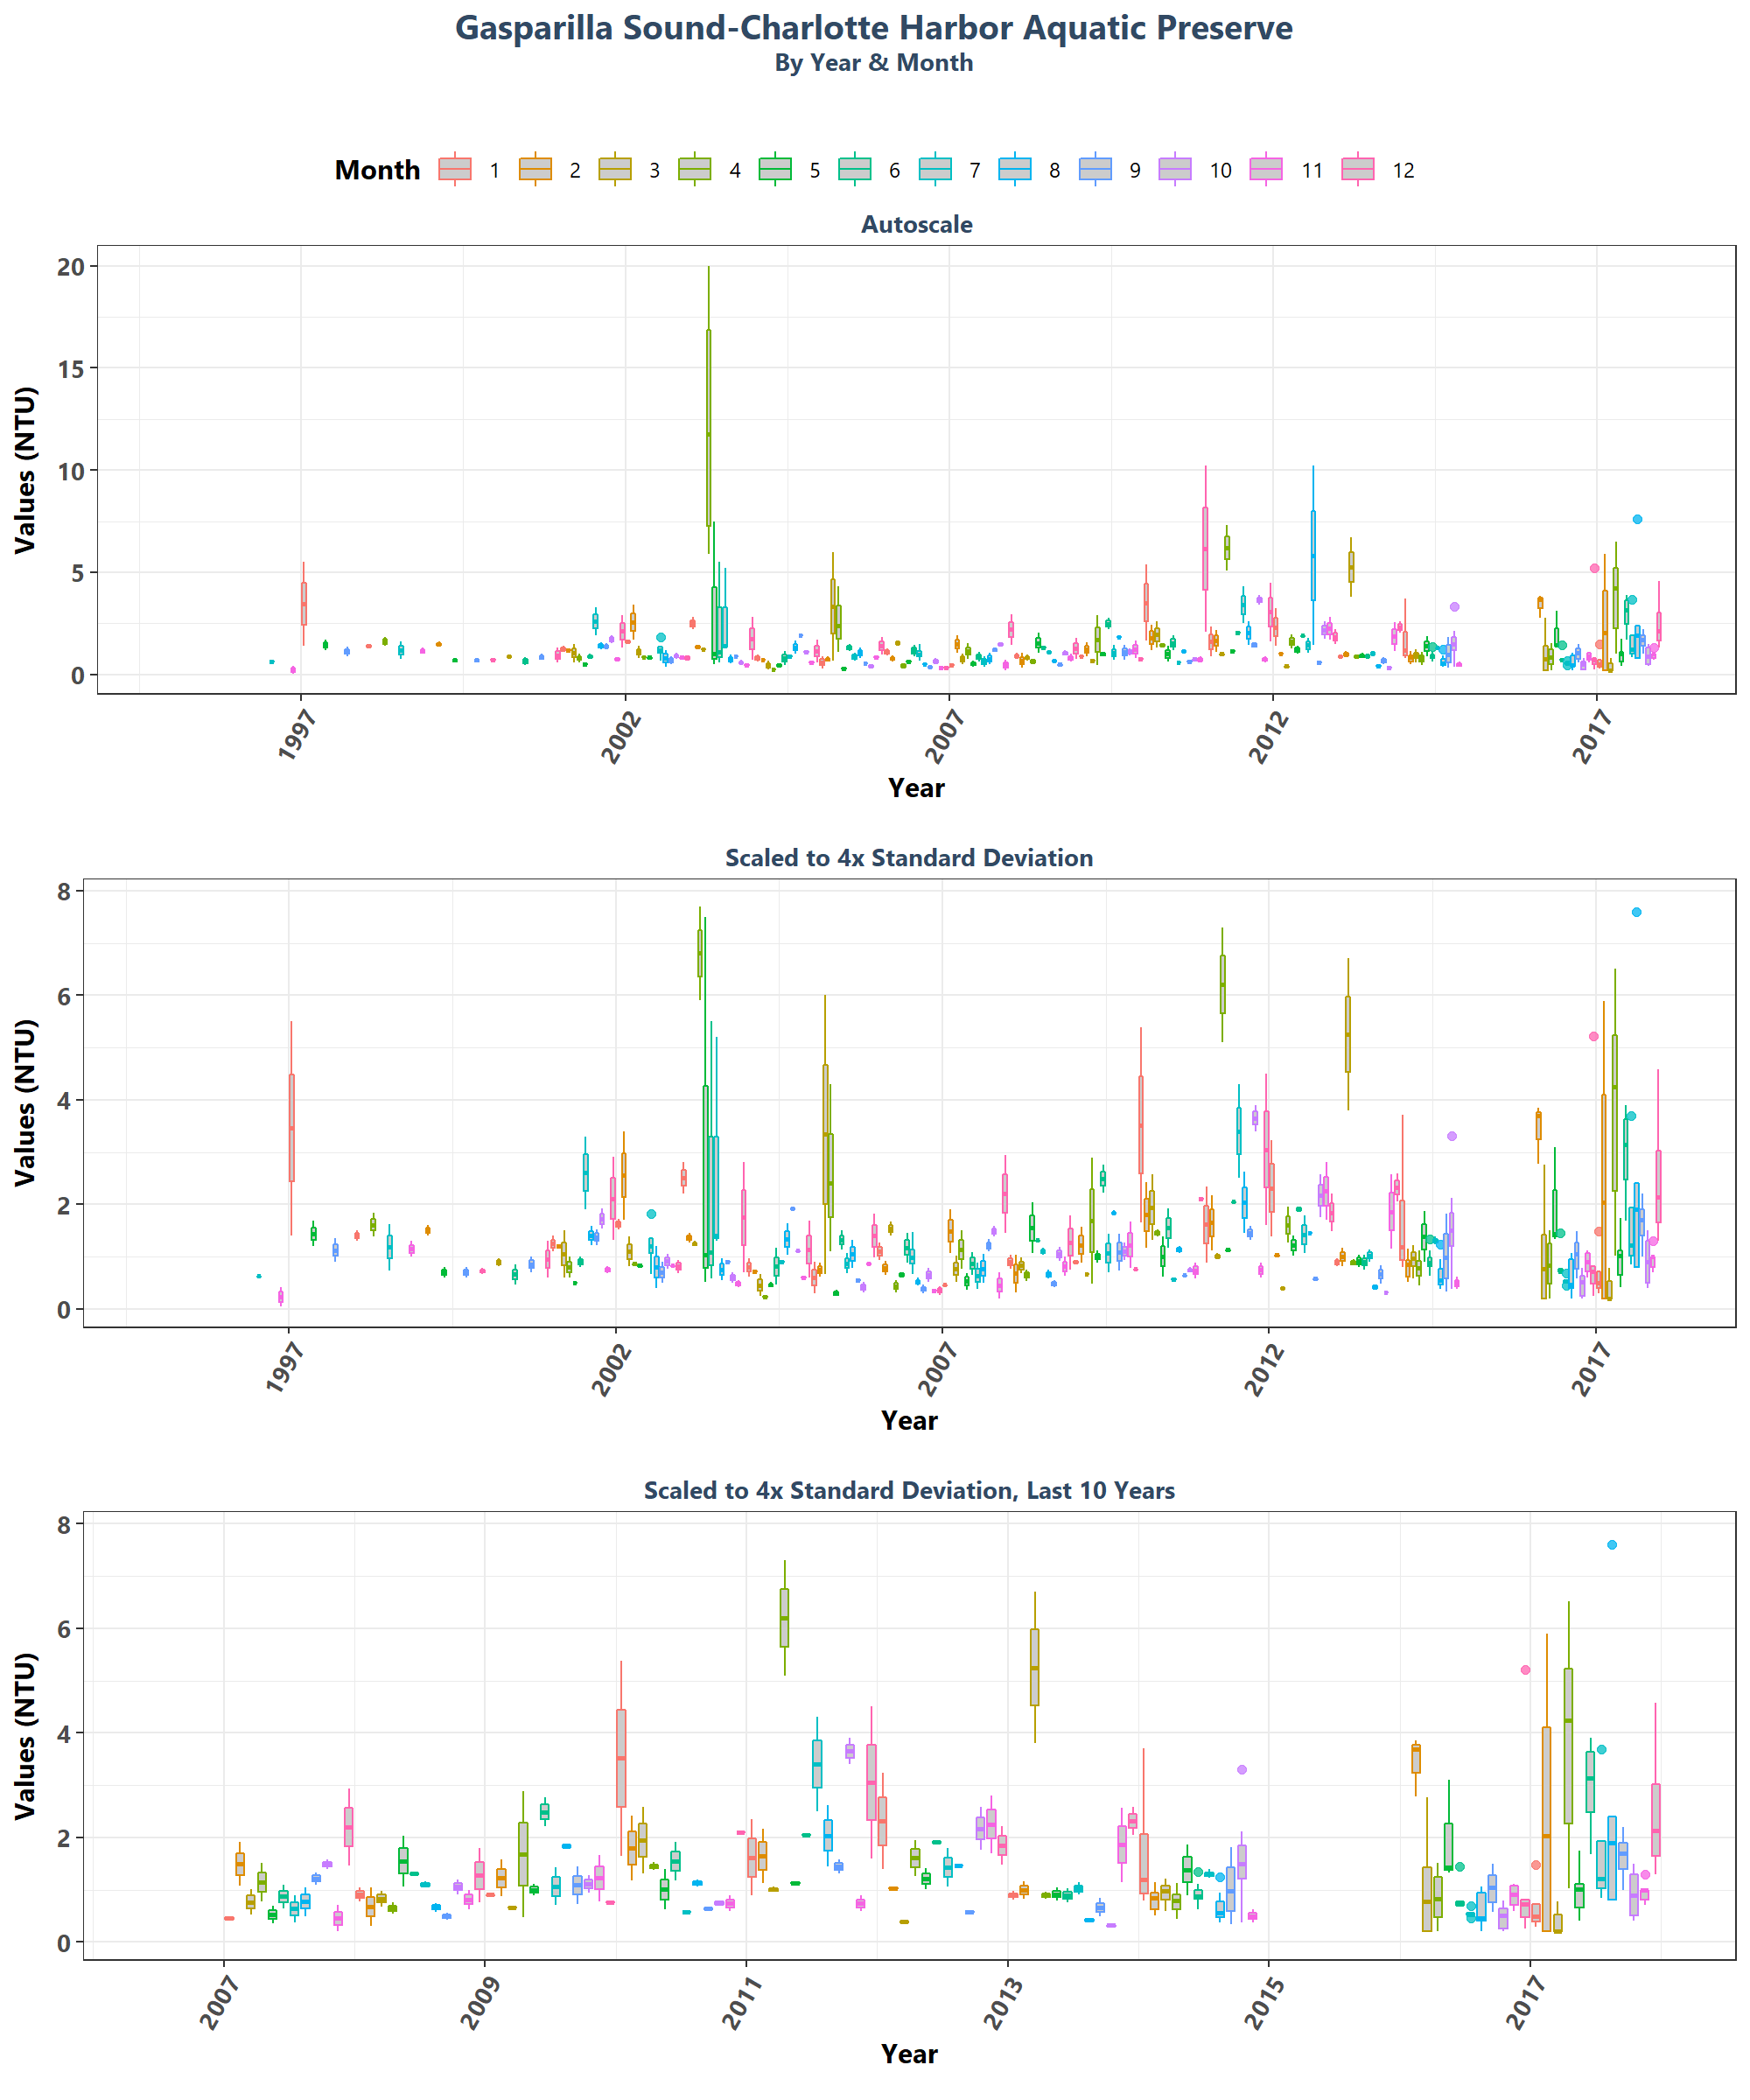 Gasparilla Sound-Charlotte Harbor Aquatic Preserve
By Year & Month
Month 1 2 3 4 5 6 7 8 9 10 11 12
Autoscale
Values (NTU)
20
15
10
5
0
1997 2002 2007 2012 2017
Year
Scaled to 4x Standard Deviation
Values (NTU)
8
6
4
2
0
1997 2002 2007 2012 2017
Year
Scaled to 4x Standard Deviation, Last 10 Years
Values (NTU)
8
6
4
2
0
2007 2009 2011 2013 2015 2017
Year